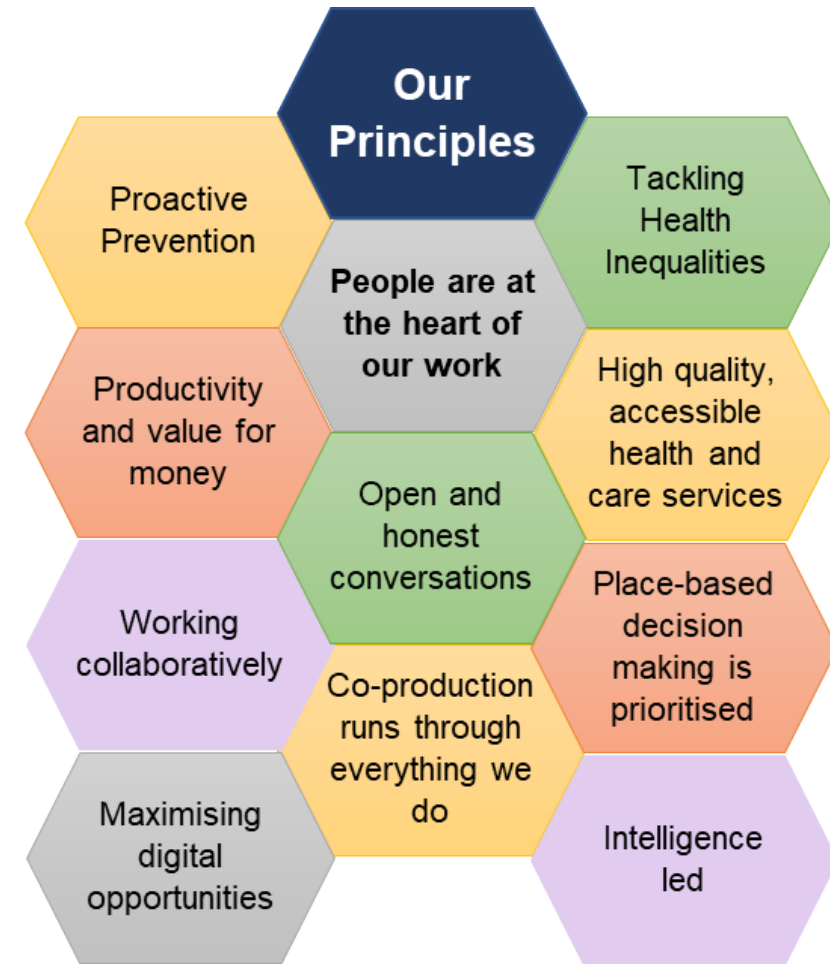 Our
Principles
Proactive
Prevention
Tackling
Health
Inequalities
People are at
the heart of
our work
Productivity
and value for
money
High quality,
accessible
health and
care services
Open and
honest
conversations
Working
collaboratively
Place-based
decision
making is
prioritised
Co-production
runs through
everything we
do
Maximising
digital
opportunities
Intelligence
led